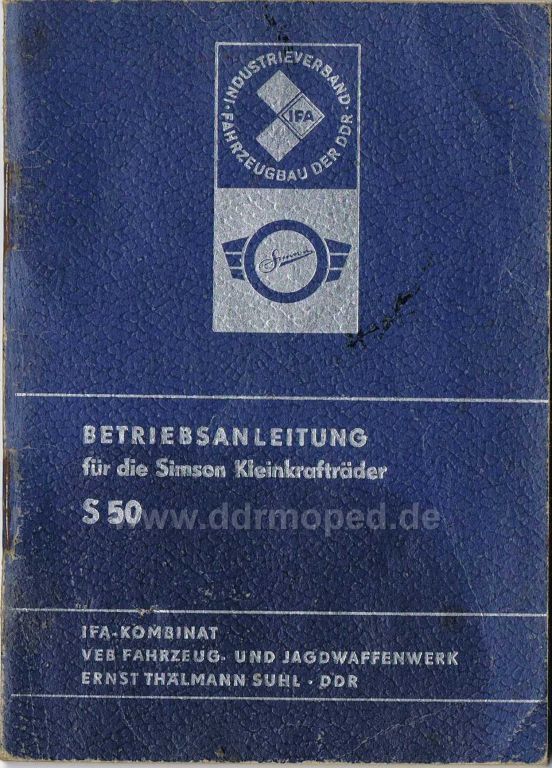 INDUSTRIEVERBAND
FAHRZEUGBAU DER DDR
IFA
Simson
BETRIEBSANLEITUNG
für die Simson Kleinkrafträder
S 50
www.ddrmoped.de
IFA-KOMBINAT
VEB FAHRZEUG- UND JAGDWAFFENWERK
ERNST THÄLMANN SUHL · DDR